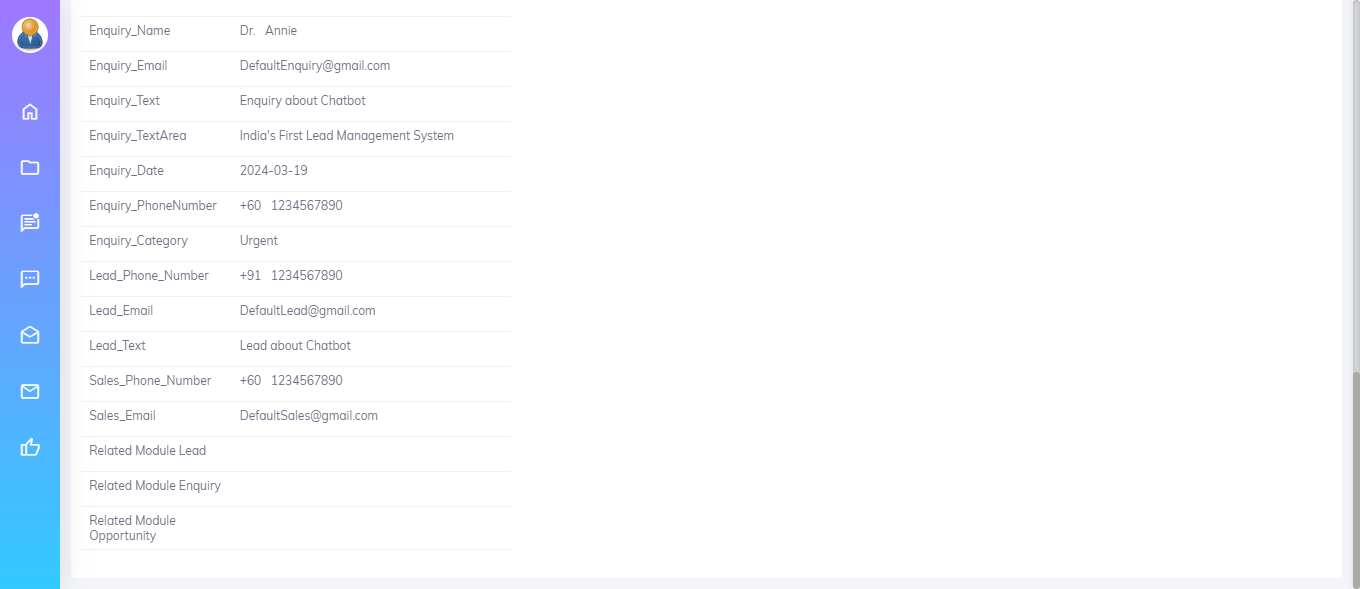 Enquiry_Name Dr. Annie
Enquiry_Email DefaultEnquiry@gmail.com
Enquiry_Text Enquiry about Chatbot
Enquiry_TextArea India's First Lead Management System
Enquiry_Date 2024-03-19
Enquiry_PhoneNumber +60 1234567890
Enquiry_Category Urgent
Lead_Phone_Number +91 1234567890
Lead_Email DefaultLead@gmail.com
Lead_Text Lead about Chatbot
Sales_Phone_Number +60 1234567890
Sales_Email DefaultSales@gmail.com
Related Module Lead
Related Module Enquiry
Related Module
Opportunity